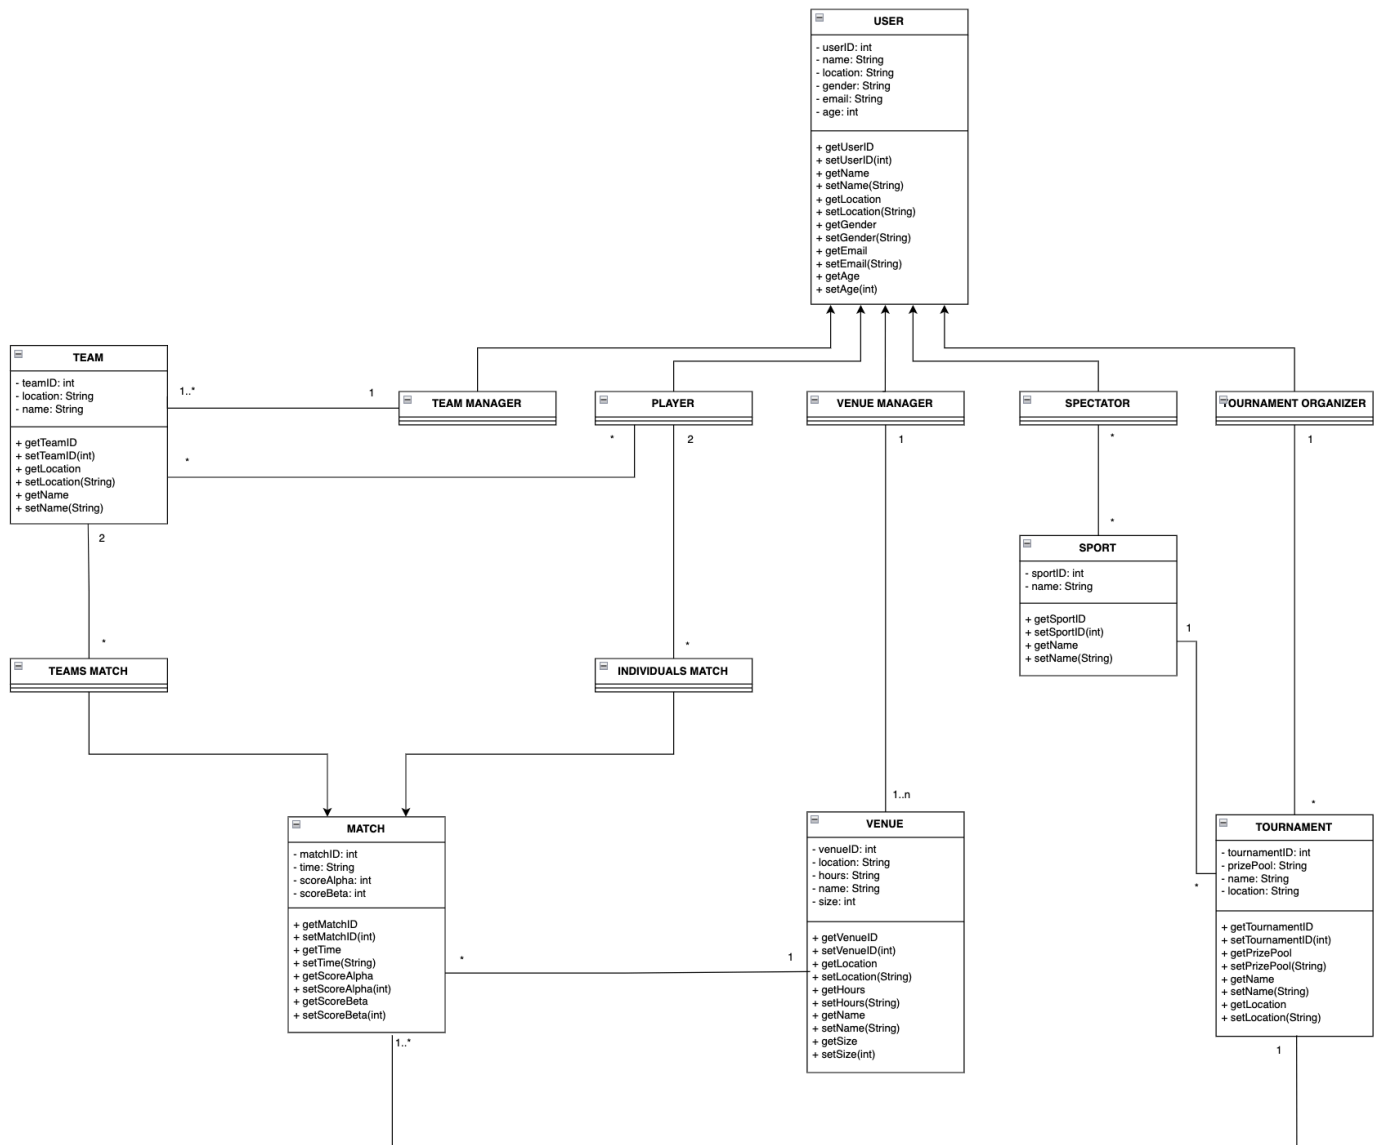 USER
- userID: int
- name: String
- location: String
- gender: String
- email: String
- age: int
+ getUserID
+ setUserID(int)
+ getName
+ setName(String)
+ getLocation
+ setLocation(String)
+ getGender
+ setGender(String)
+ getEmail
+ setEmail(String)
+ getAge
+ setAge(int)
TEAM
- teamID: int
- location: String
- name: String
+ getTeamID
+ setTeamID(int)
+ getLocation
+ setLocation(String)
+ getName
+ setName(String)
1..*
1
*
2
TEAM MANAGER
PLAYER
*
2
VENUE MANAGER
1
SPECTATOR
*
TOURNAMENT ORGANIZER
1
*
SPORT
- sportID: int
- name: String
+ getSportID
+ setSportID(int)
+ getName
+ setName(String)
1
*
TEAMS MATCH
*
INDIVIDUALS MATCH
MATCH
- matchID: int
- time: String
- scoreAlpha: int
- scoreBeta: int
+ getMatchID
+ setMatchID(int)
+ getTime
+ setTime(String)
+ getScoreAlpha
+ setScoreAlpha(int)
+ getScoreBeta
+ setScoreBeta(int)
*
1
1..*
1..n
VENUE
- venueID: int
- location: String
- hours: String
- name: String
- size: int
+ getVenueID
+ setVenueID(int)
+ getLocation
+ setLocation(String)
+ getHours
+ setHours(String)
+ getName
+ setName(String)
+ getSize
+ setSize(int)
*
*
TOURNAMENT
- tournamentID: int
- prizePool: String
- name: String
- location: String
+ getTournamentID
+ setTournamentID(int)
+ getPrizePool
+ setPrizePool(String)
+ getName
+ setName(String)
+ getLocation
+ setLocation(String)
1